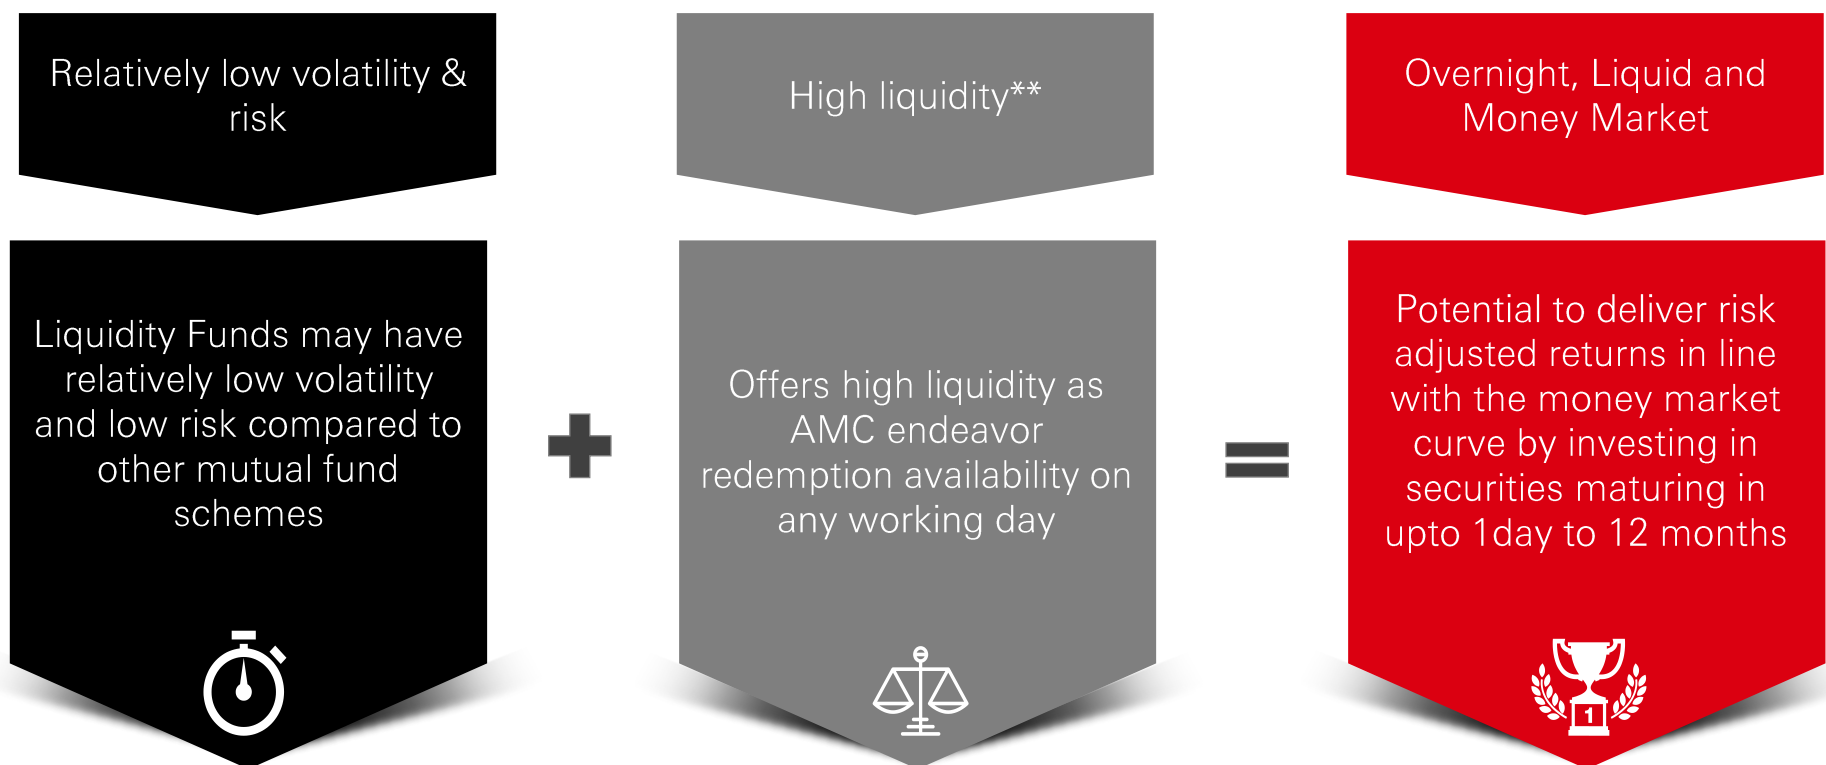 Relatively low volatility &
risk
High liquidity**
Overnight, Liquid and
Money Market
Liquidity Funds may have
relatively low volatility
and low risk compared to
other mutual fund
schemes
Offers high liquidity as
AMC endeavor
redemption availability on
any working day
Potential to deliver risk
adjusted returns in line
with the money market
curve by investing in
securities maturing in
upto 1day to 12 months
1